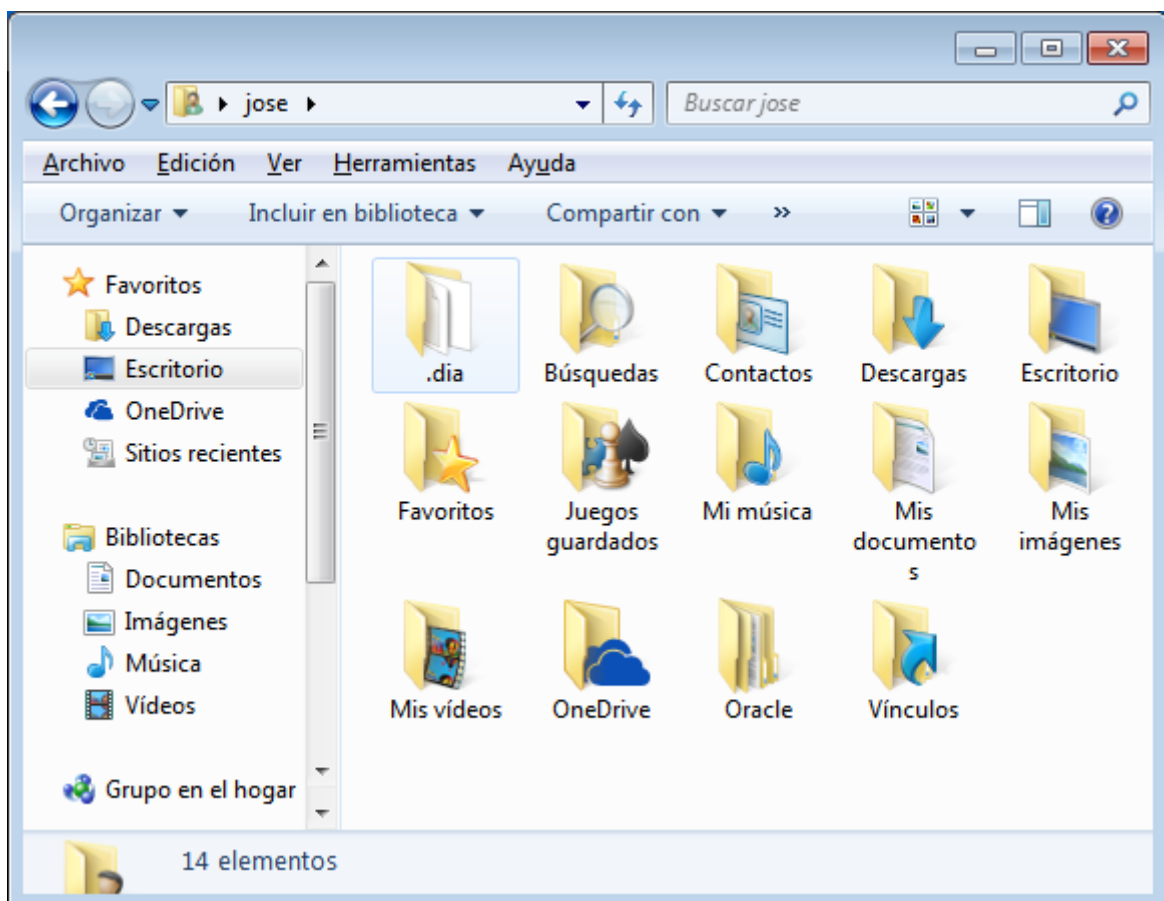 jose
Buscar jose
Archivo Edición Ver Herramientas Ayuda
Organizar Incluir en biblioteca Compartir con »
Favoritos
Descargas
Escritorio
OneDrive
Sitios recientes
Bibliotecas
Documentos
Imágenes
Música
Vídeos
Grupo en el hogar
.dia Búsquedas Contactos Descargas Escritorio
Favoritos Juegos guardados Mi música Mis documentos Mis imágenes
Mis vídeos OneDrive Oracle Vínculos
14 elementos